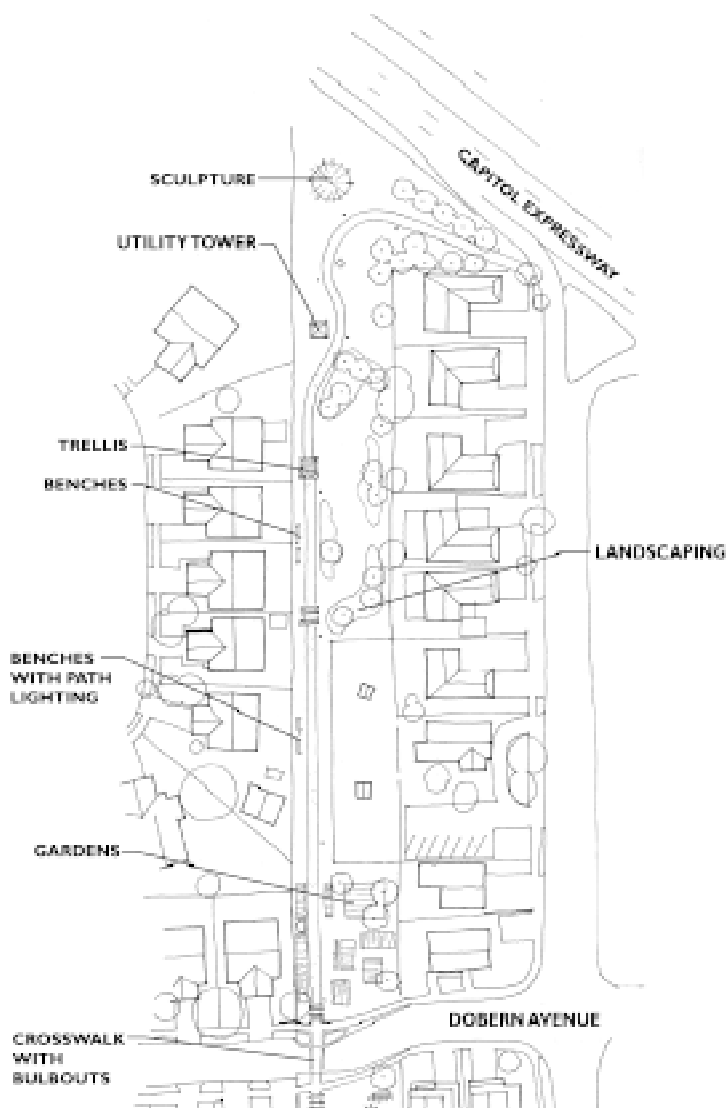 CAPITOL EXPRESSWAY
SCULPTURE
UTILITY TOWER
TRELLIS
BENCHES
LANDSCAPING
BENCHES
WITH PATH
LIGHTING
GARDENS
DOBERN AVENUE
CROSSWALK
WITH
BULBOUTS